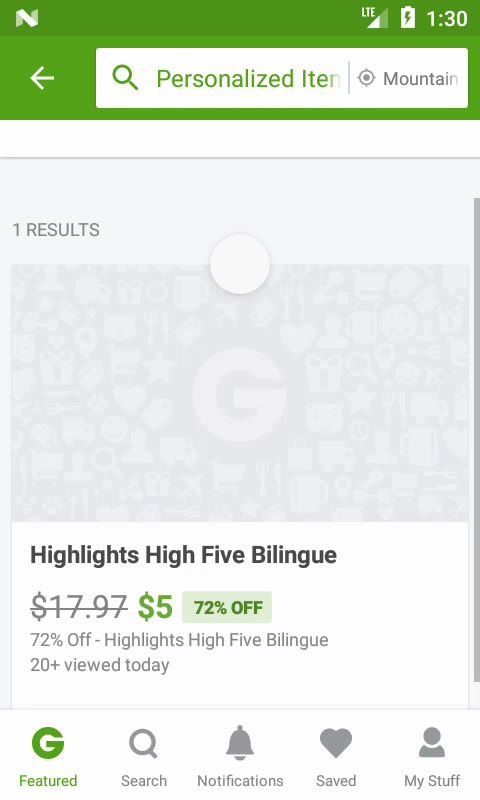 LTE 1:30
Personalized Iten Mountain
1 RESULTS
G
Highlights High Five Bilingue
$17.97 $5 72% OFF
72% Off - Highlights High Five Bilingue
20+ viewed today
G
Featured Search Notifications Saved My Stuff